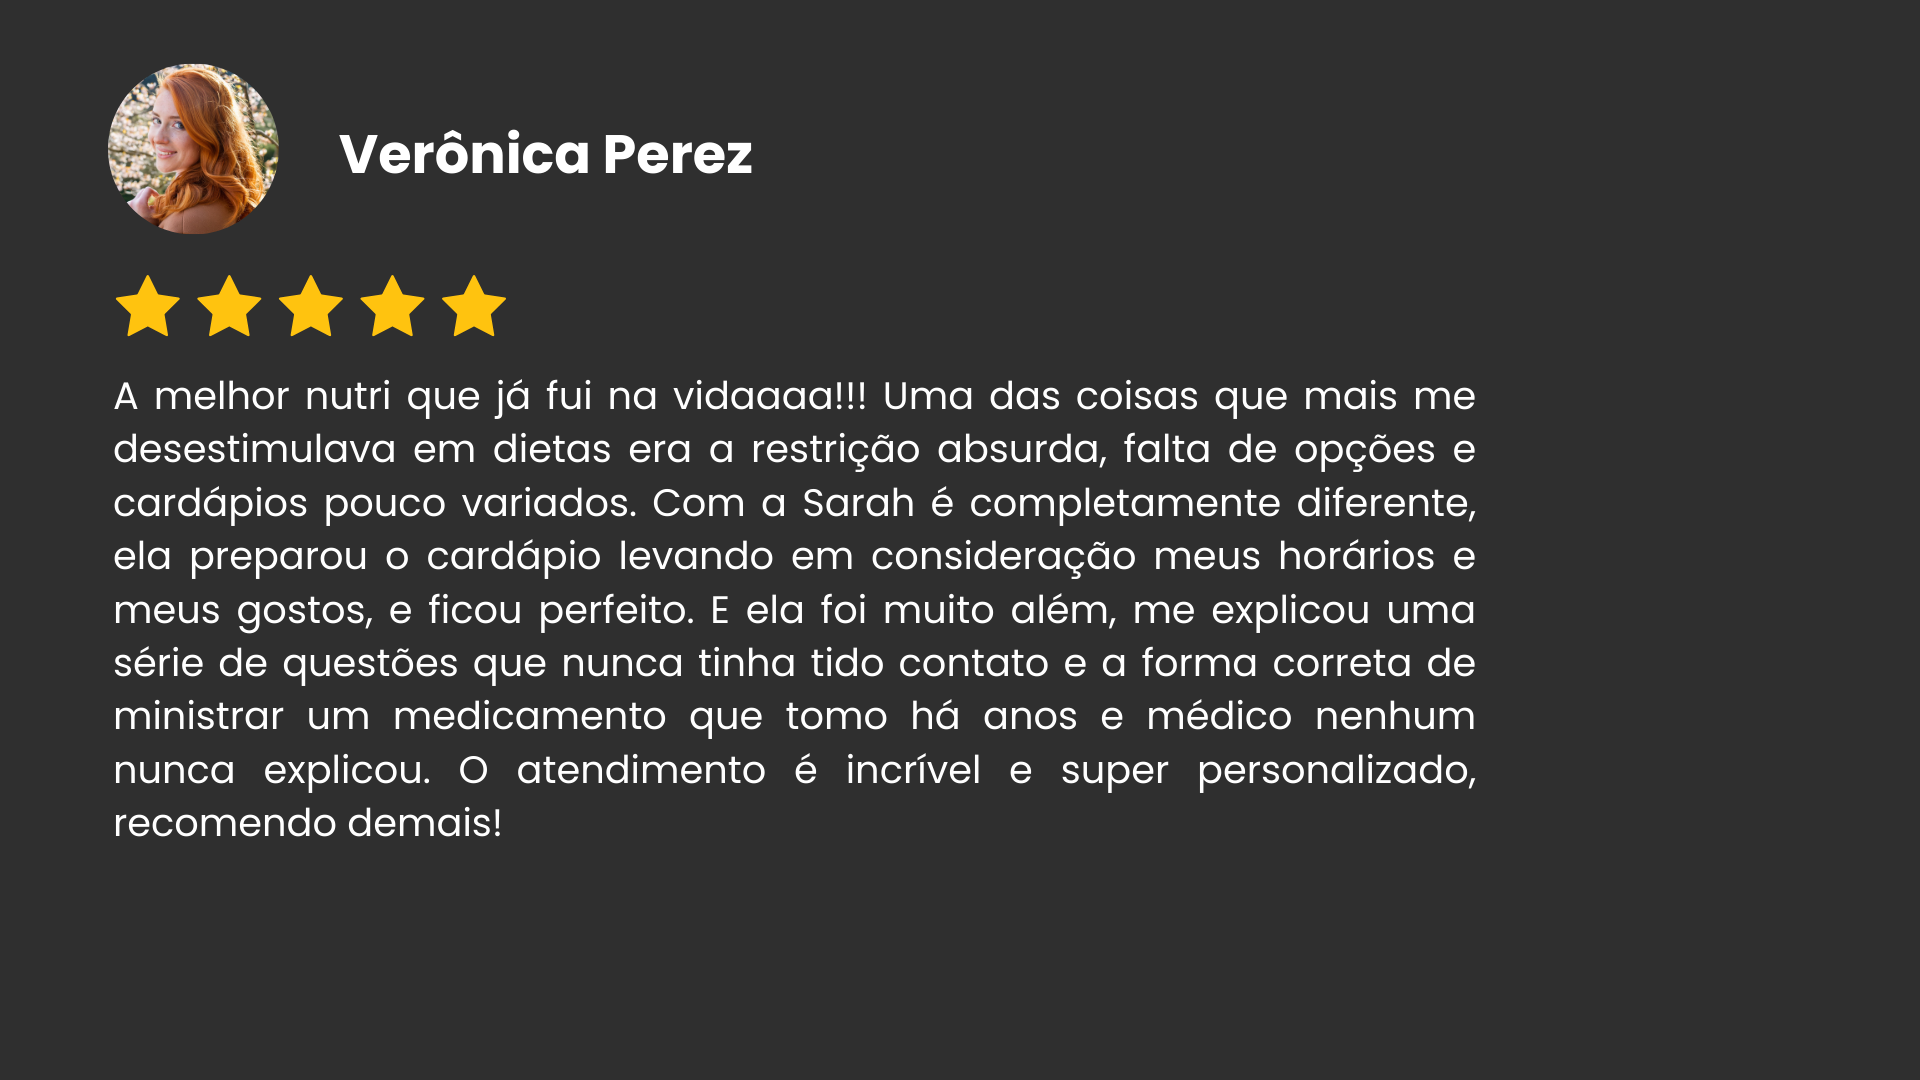 Verônica Perez
A melhor nutri que já fui na vidaaaa!!! Uma das coisas que mais me
desestimulava em dietas era a restrição absurda, falta de opções e
cardápios pouco variados. Com a Sarah é completamente diferente,
ela preparou o cardápio levando em consideração meus horários e
meus gostos, e ficou perfeito. E ela foi muito além, me explicou uma
série de questões que nunca tinha tido contato e a forma correta de
ministrar um medicamento que tomo há anos e médico nenhum
nunca explicou. O atendimento é incrível e super personalizado,
recomendo demais!